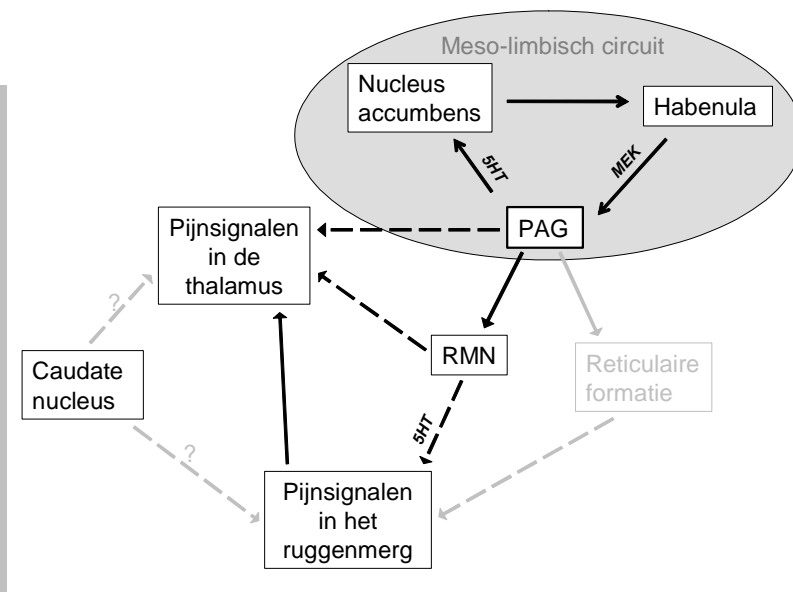 Meso-limbisch circuit
Nucleus
accumbens
Habenula
5HT
MEK
PAG
Pijnsignalen
in de
thalamus
?
RMN
Reticulaire
formatie
Caudate
nucleus
5HT
?
Pijnsignalen
in het
ruggenmerg